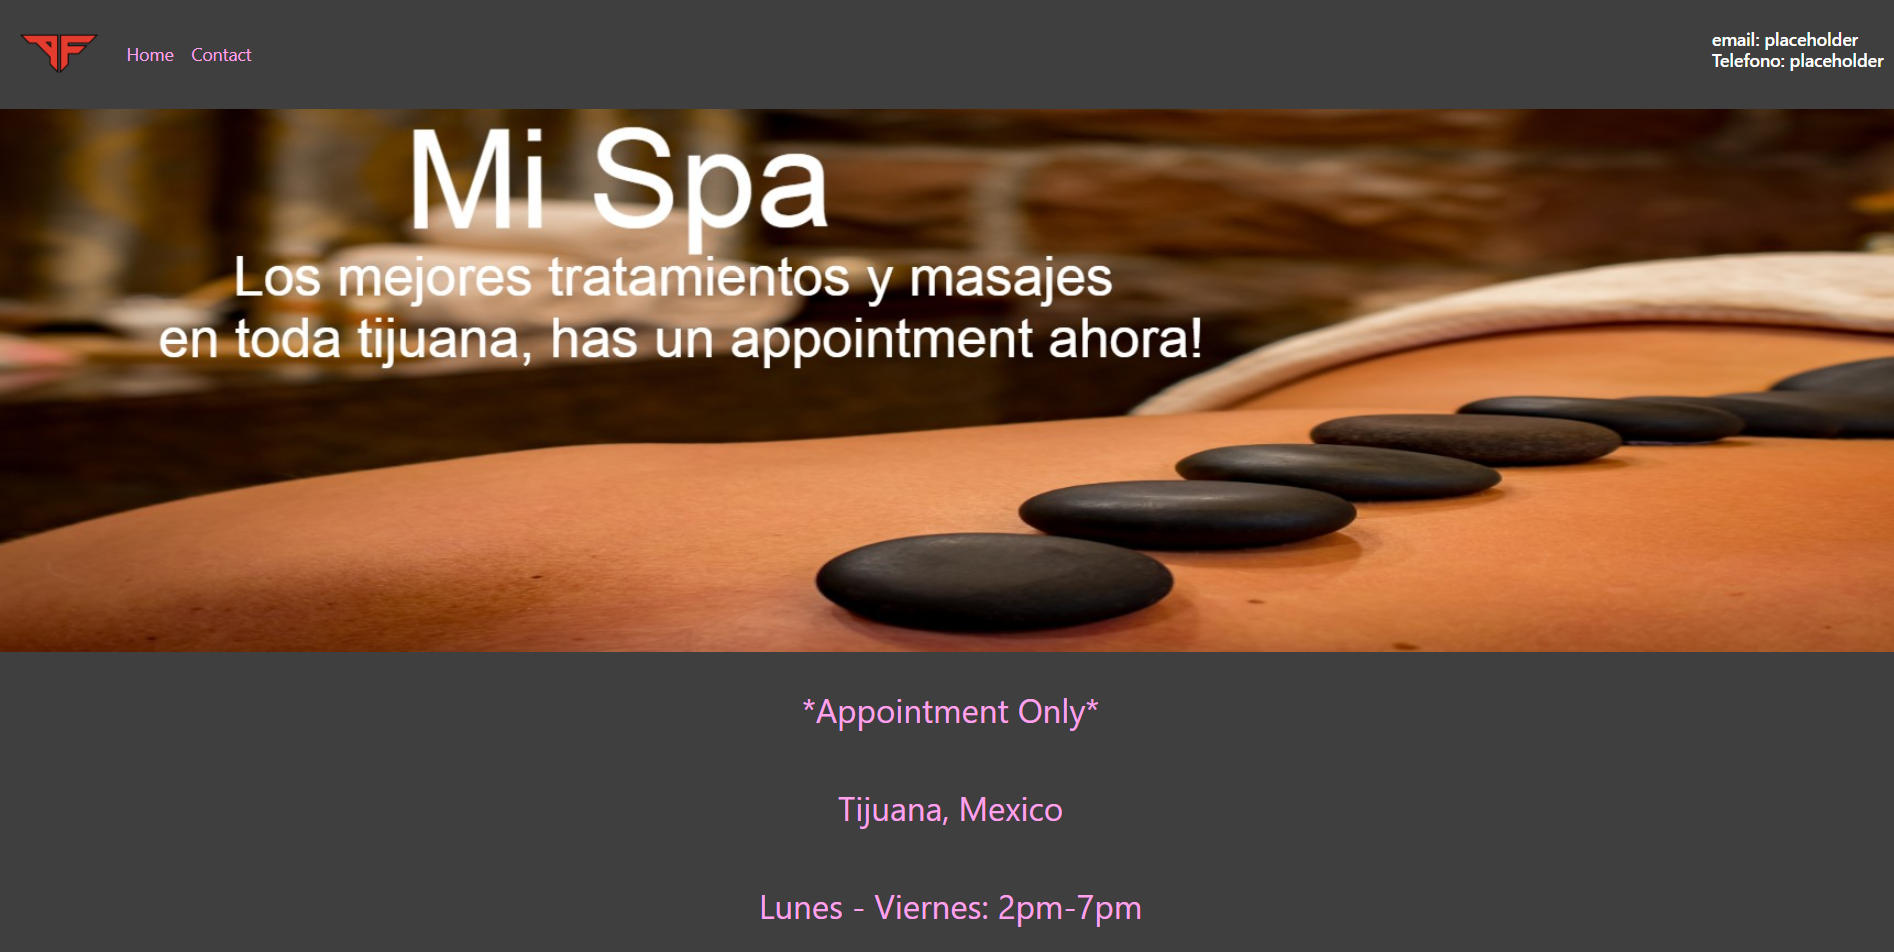 Home Contact
email: placeholder
Telefono: placeholder
Mi Spa
Los mejores tratamientos y masajes
en toda tijuana, has un appointment ahora!
*Appointment Only*
Tijuana, Mexico
Lunes - Viernes: 2pm-7pm